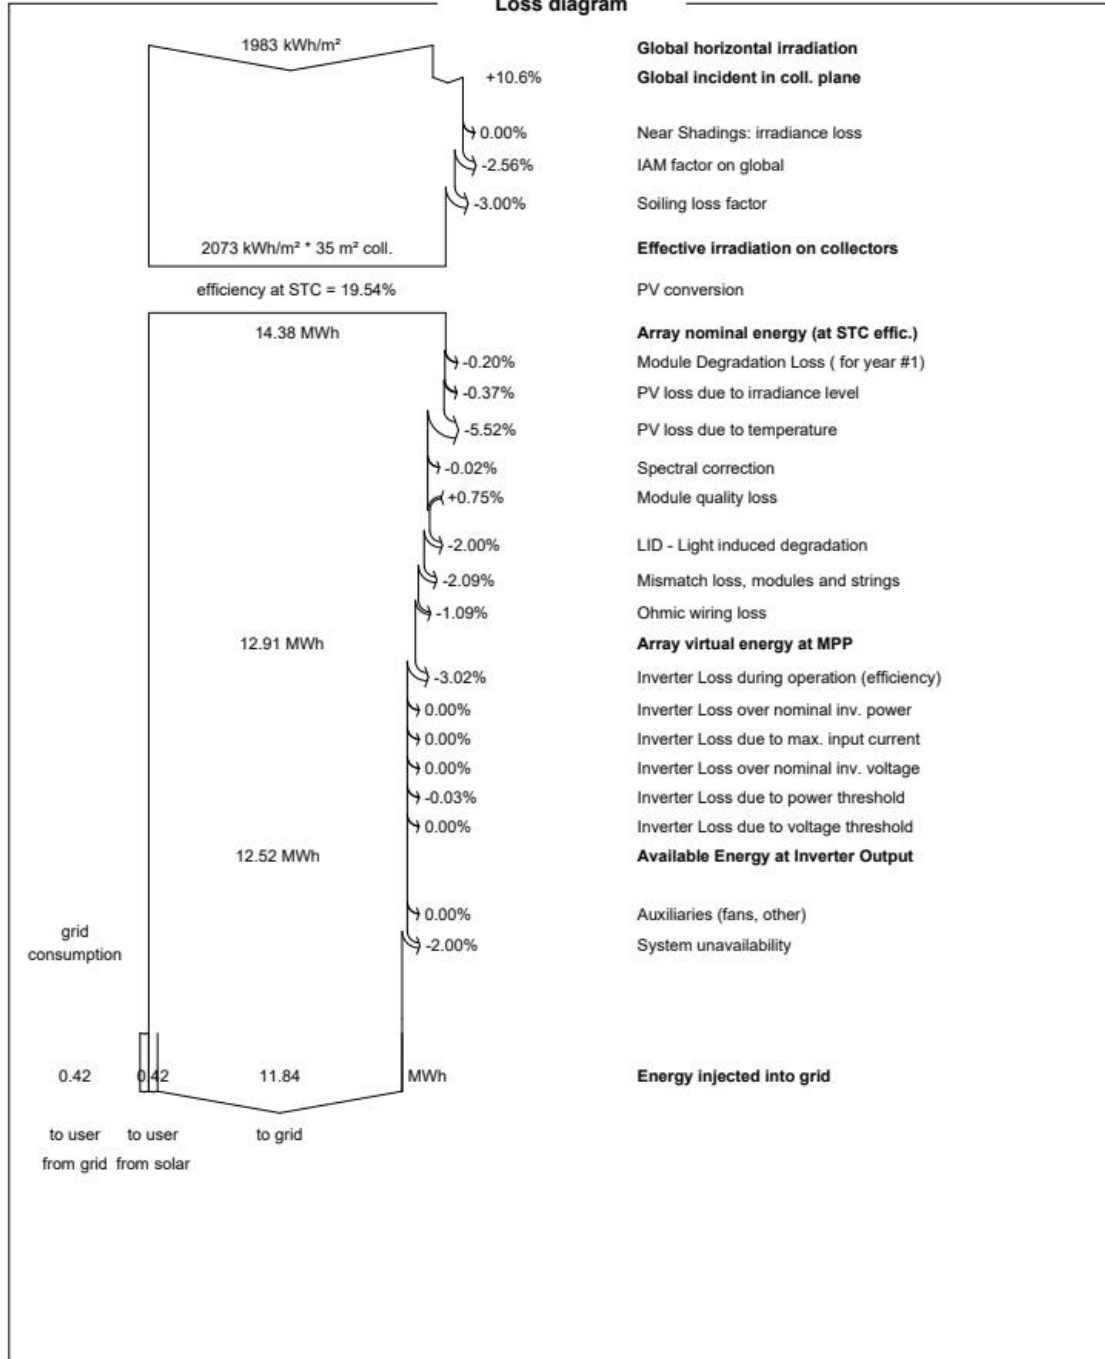 Loss diagram
1983 kWh/m² Global horizontal irradiation
+10.6% Global incident in coll. plane
0.00% Near Shadings: irradiance loss
-2.56% IAM factor on global
-3.00% Soiling loss factor
2073 kWh/m² * 35 m² coll. Effective irradiation on collectors
efficiency at STC = 19.54% PV conversion
14.38 MWh Array nominal energy (at STC effic.)
-0.20% Module Degradation Loss ( for year #1)
-0.37% PV loss due to irradiance level
-5.52% PV loss due to temperature
-0.02% Spectral correction
+0.75% Module quality loss
-2.00% LID - Light induced degradation
-2.09% Mismatch loss, modules and strings
-1.09% Ohmic wiring loss
12.91 MWh Array virtual energy at MPP
-3.02% Inverter Loss during operation (efficiency)
0.00% Inverter Loss over nominal inv. power
0.00% Inverter Loss due to max. input current
0.00% Inverter Loss over nominal inv. voltage
-0.03% Inverter Loss due to power threshold
0.00% Inverter Loss due to voltage threshold
12.52 MWh Available Energy at Inverter Output
0.00% Auxiliaries (fans, other)
grid
consumption
-2.00% System unavailability
0.42 0.42 11.84 MWh Energy injected into grid
to user to user to grid
from grid from solar